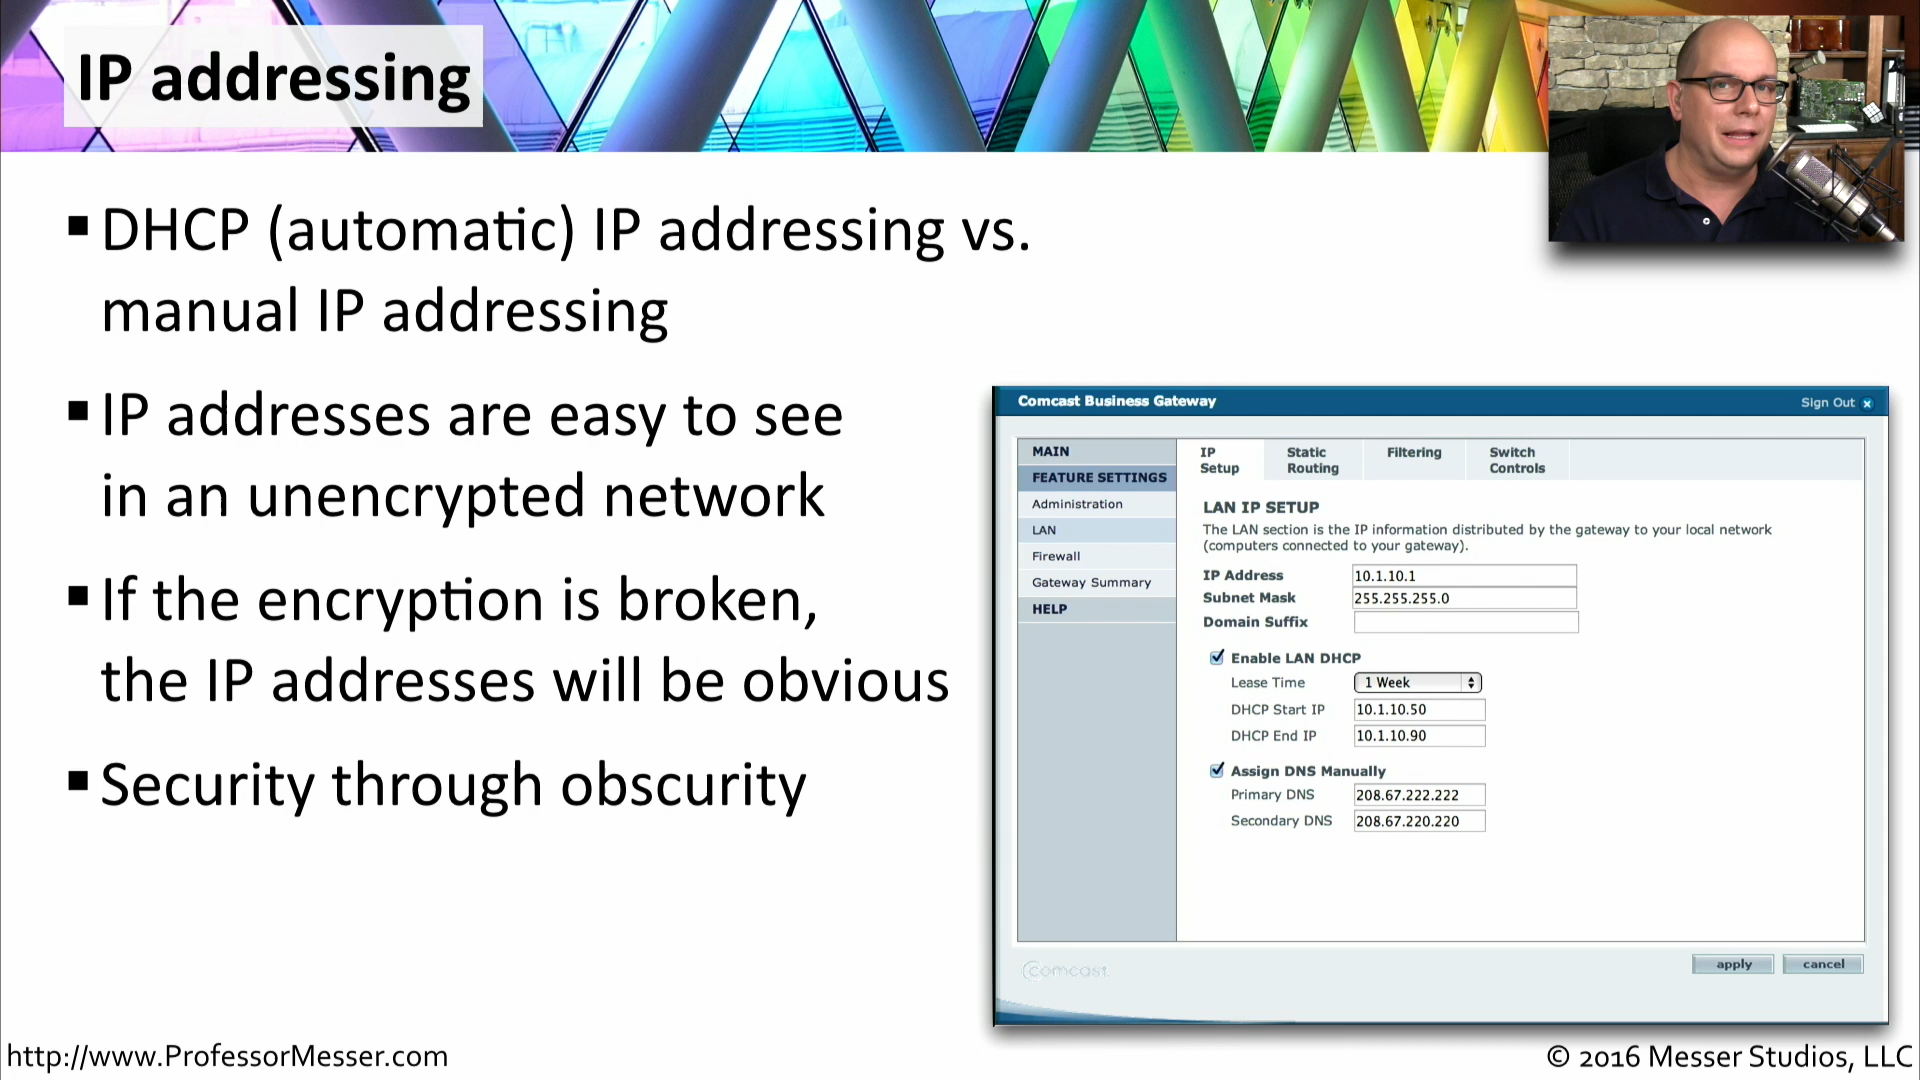 IP addressing
▪ DHCP (automatic) IP addressing vs.
manual IP addressing
▪ IP addresses are easy to see
in an unencrypted network
▪ If the encryption is broken,
the IP addresses will be obvious
▪ Security through obscurity
Comcast Business Gateway
Sign Out x
MAIN
FEATURE SETTINGS
Administration
LAN
Firewall
Gateway Summary
HELP
IP Setup
Static Routing
Filtering
Switch Controls
LAN IP SETUP
The LAN section is the IP information distributed by the gateway to your local network
(computers connected to your gateway).
IP Address 10.1.10.1
Subnet Mask 255.255.255.0
Domain Suffix
Enable LAN DHCP
Lease Time 1 Week
DHCP Start IP 10.1.10.50
DHCP End IP 10.1.10.90
Assign DNS Manually
Primary DNS 208.67.222.222
Secondary DNS 208.67.220.220
comcast.
apply
cancel
http://www.ProfessorMesser.com
© 2016 Messer Studios, LLC